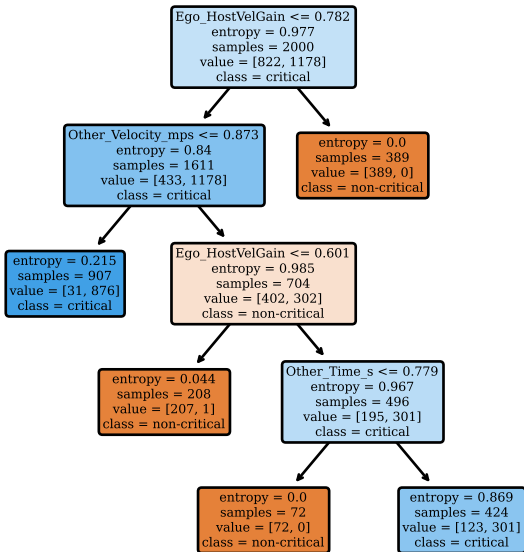 Ego_HostVelGain <= 0.782
entropy = 0.977
samples = 2000
value = [822, 1178]
class = critical
Other_Velocity_mps <= 0.873
entropy = 0.84
samples = 1611
value = [433, 1178]
class = critical
entropy = 0.0
samples = 389
value = [389, 0]
class = non-critical
entropy = 0.215
samples = 907
value = [31, 876]
class = critical
Ego_HostVelGain <= 0.601
entropy = 0.985
samples = 704
value = [402, 302]
class = non-critical
entropy = 0.044
samples = 208
value = [207, 1]
class = non-critical
Other_Time_s <= 0.779
entropy = 0.967
samples = 496
value = [195, 301]
class = critical
entropy = 0.0
samples = 72
value = [72, 0]
class = non-critical
entropy = 0.869
samples = 424
value = [123, 301]
class = critical